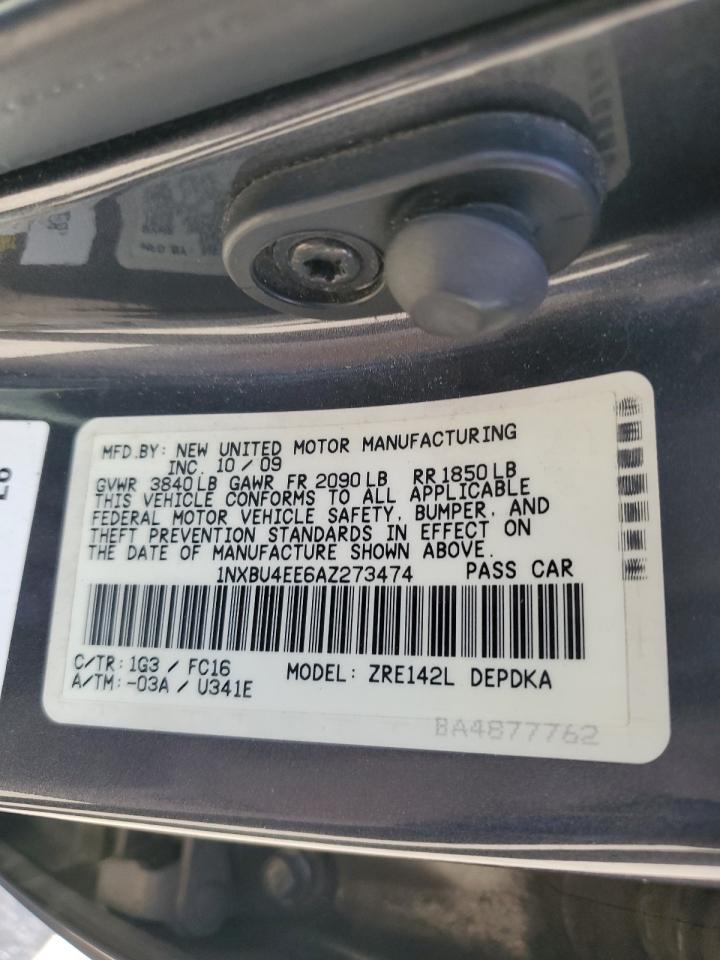 MFD.BY: NEW UNITED MOTOR MANUFACTURING
INC. 10 / 09
GVWR 3840LB GAWR FR 2090LB RR 1850LB
THIS VEHICLE CONFORMS TO ALL APPLICABLE
FEDERAL MOTOR VEHICLE SAFETY, BUMPER, AND
THEFT PREVENTION STANDARDS IN EFFECT ON
THE DATE OF MANUFACTURE SHOWN ABOVE.
1NXBU4EE6AZ273474 PASS CAR
C/TR: 1G3 / FC16 MODEL: ZRE142L DEPDKA
A/TM: -03A / U341E
BA4877762